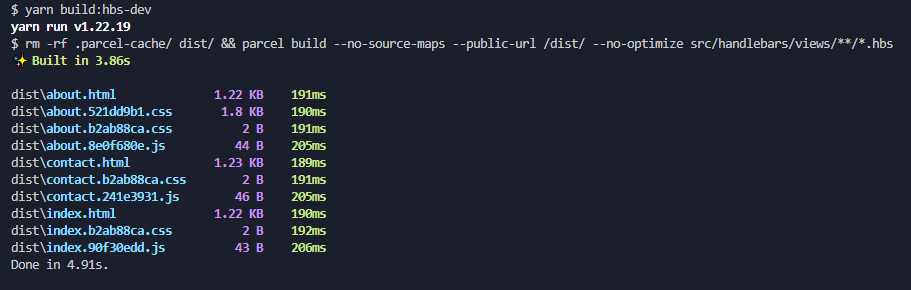 $ yarn build:hbs-dev
yarn run v1.22.19
$ rm -rf .parcel-cache/ dist/ && parcel build --no-source-maps --public-url /dist/ --no-optimize src/handlebars/views/**/*.hbs
✨ Built in 3.86s
dist\about.html 1.22 KB 191ms
dist\about.521dd9b1.css 1.8 KB 190ms
dist\about.b2ab88ca.css 2 B 191ms
dist\about.8e0f680e.js 44 B 205ms
dist\contact.html 1.23 KB 189ms
dist\contact.b2ab88ca.css 2 B 191ms
dist\contact.241e3931.js 46 B 205ms
dist\index.html 1.22 KB 190ms
dist\index.b2ab88ca.css 2 B 192ms
dist\index.90f30edd.js 43 B 206ms
Done in 4.91s.